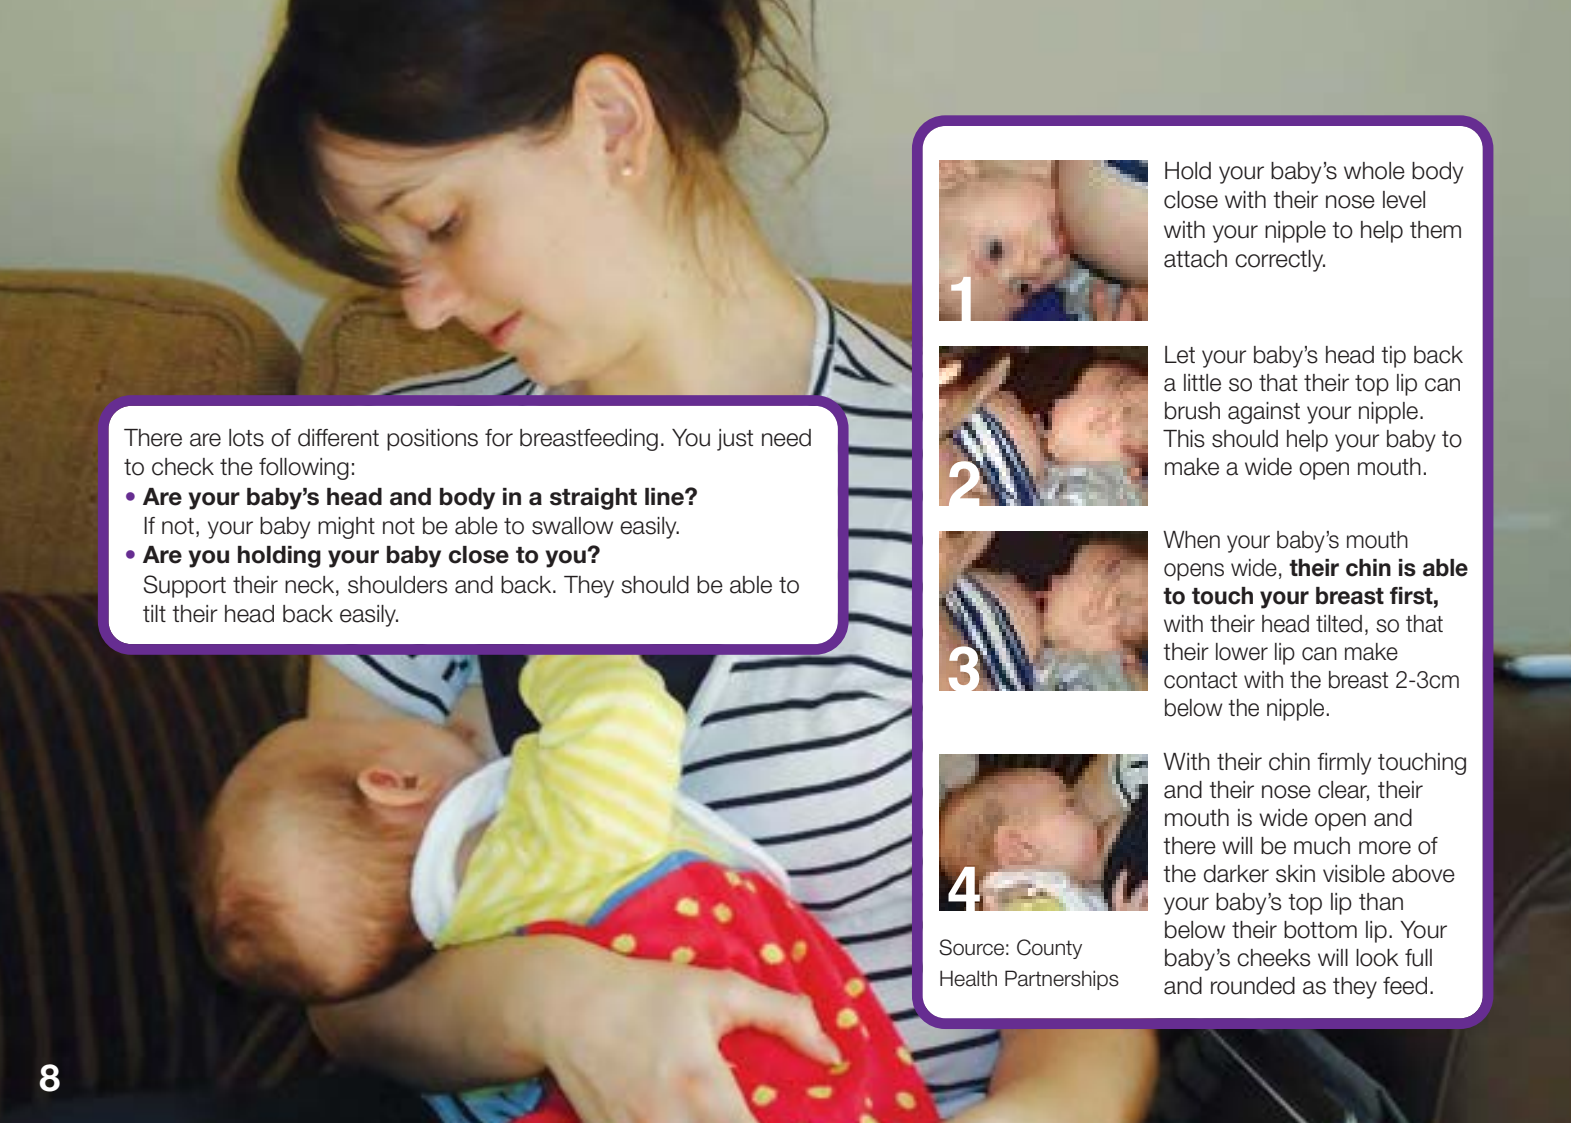 There are lots of different positions for breastfeeding. You just need
to check the following:
• Are your baby’s head and body in a straight line?
If not, your baby might not be able to swallow easily.
• Are you holding your baby close to you?
Support their neck, shoulders and back. They should be able to
tilt their head back easily.
1
Hold your baby’s whole body
close with their nose level
with your nipple to help them
attach correctly.
2
Let your baby’s head tip back
a little so that their top lip can
brush against your nipple.
This should help your baby to
make a wide open mouth.
3
When your baby’s mouth
opens wide, their chin is able
to touch your breast first,
with their head tilted, so that
their lower lip can make
contact with the breast 2-3cm
below the nipple.
4
With their chin firmly touching
and their nose clear, their
mouth is wide open and
there will be much more of
the darker skin visible above
your baby’s top lip than
below their bottom lip. Your
baby’s cheeks will look full
and rounded as they feed.
Source: County
Health Partnerships
8